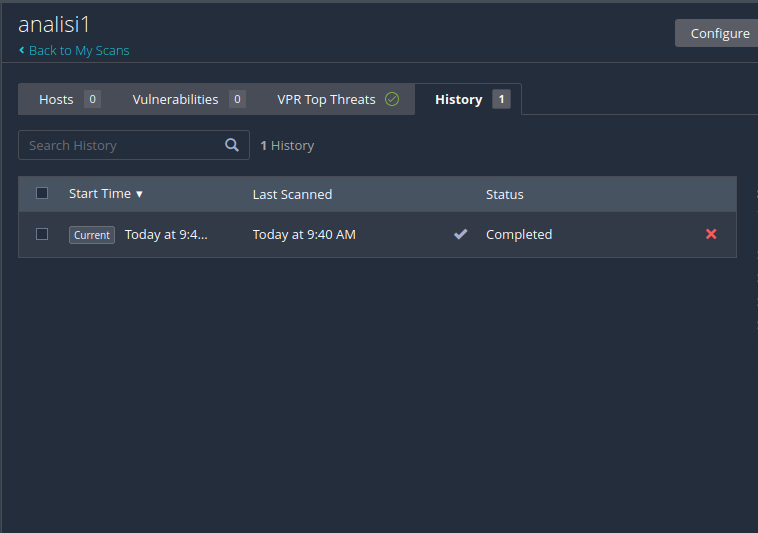 analisi1
Configure
Back to My Scans
Hosts 0 Vulnerabilities 0 VPR Top Threats History 1
Search History 1 History
Start Time ▾ Last Scanned Status
Current Today at 9:4... Today at 9:40 AM Completed